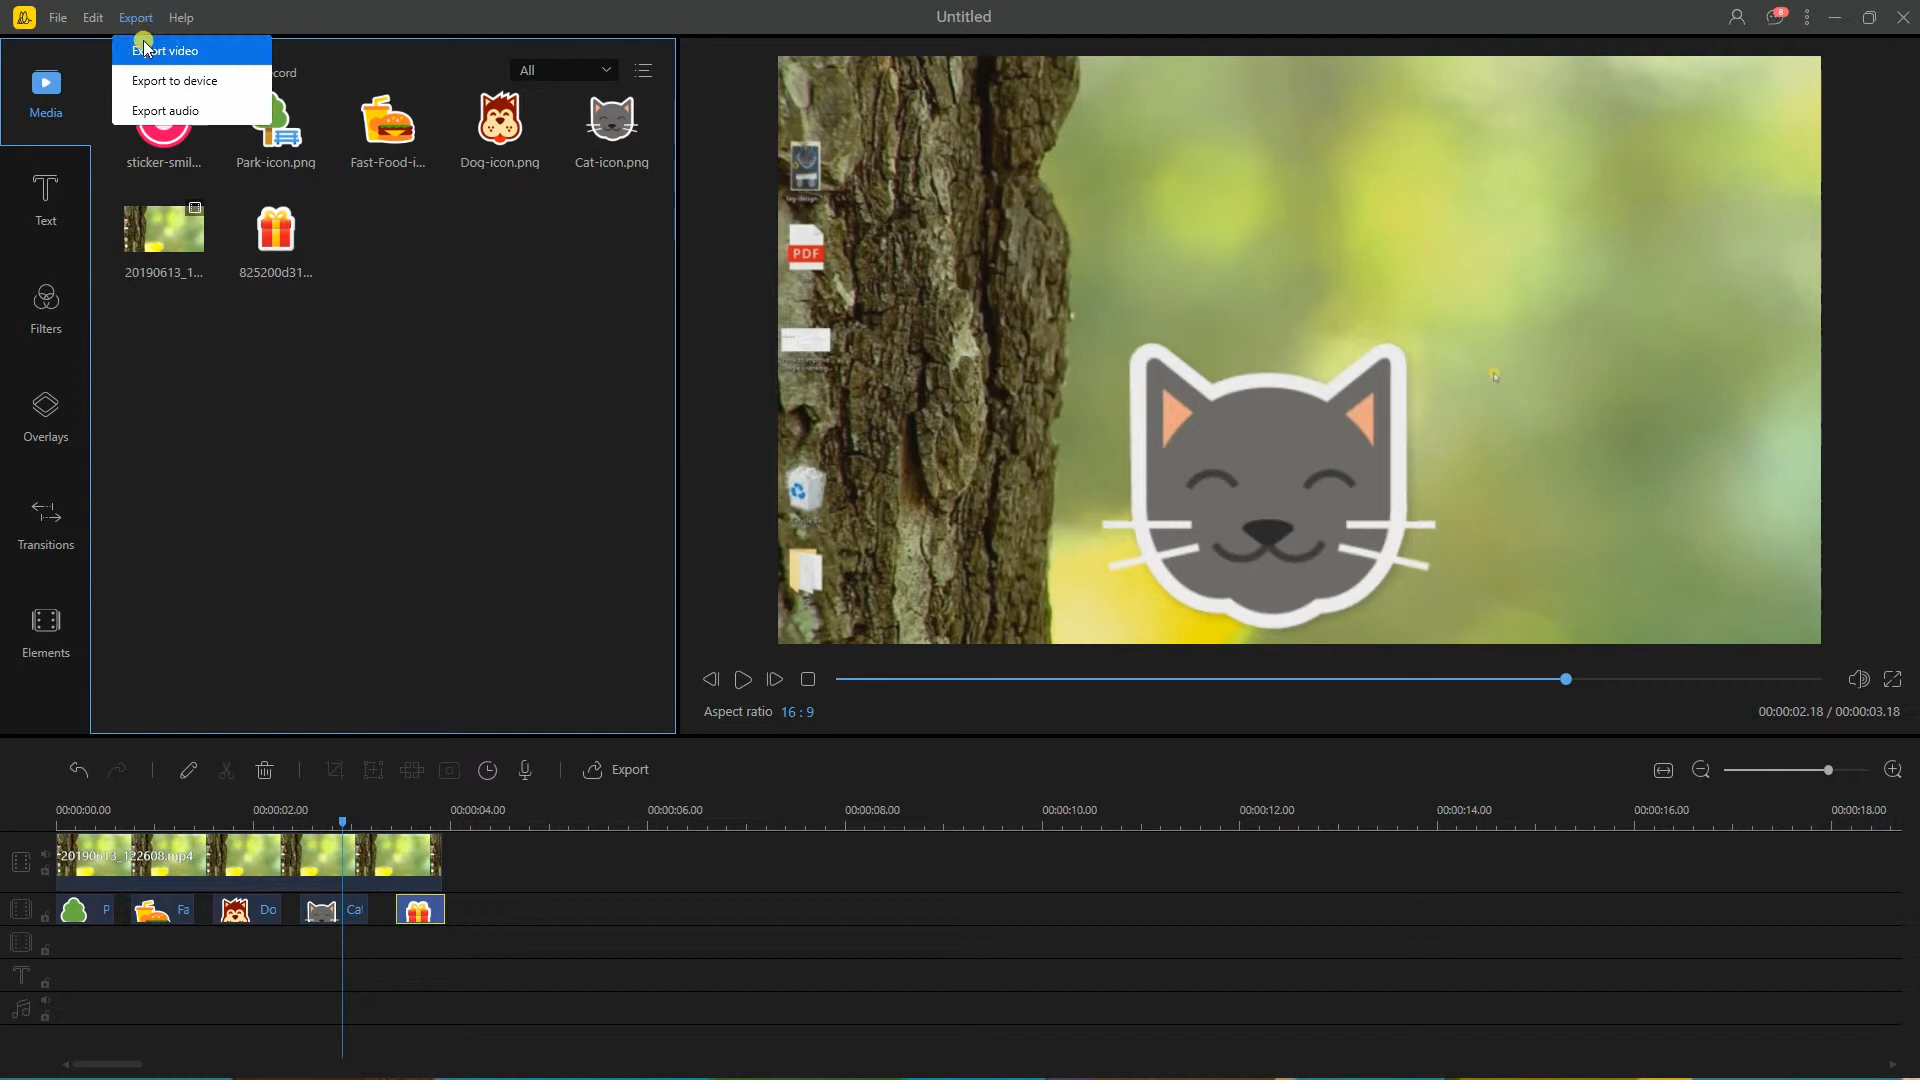 File Edit Export Help
Untitled
8
Export video
Export to device
Export audio
ecord
All
Media
Text
Filters
Overlays
Transitions
Elements
sticker-smil...
Park-icon.png
Fast-Food-i...
Dog-icon.png
Cat-icon.png
20190613_1...
825200d31...
PDF
Aspect ratio 16 : 9
00:00:02.18 / 00:00:03.18
Export
00:00:00.00 00:00:02.00 00:00:04.00 00:00:06.00 00:00:08.00 00:00:10.00 00:00:12.00 00:00:14.00 00:00:16.00 00:00:18.00
20190613_122608.mp4
P Fa Do Cat